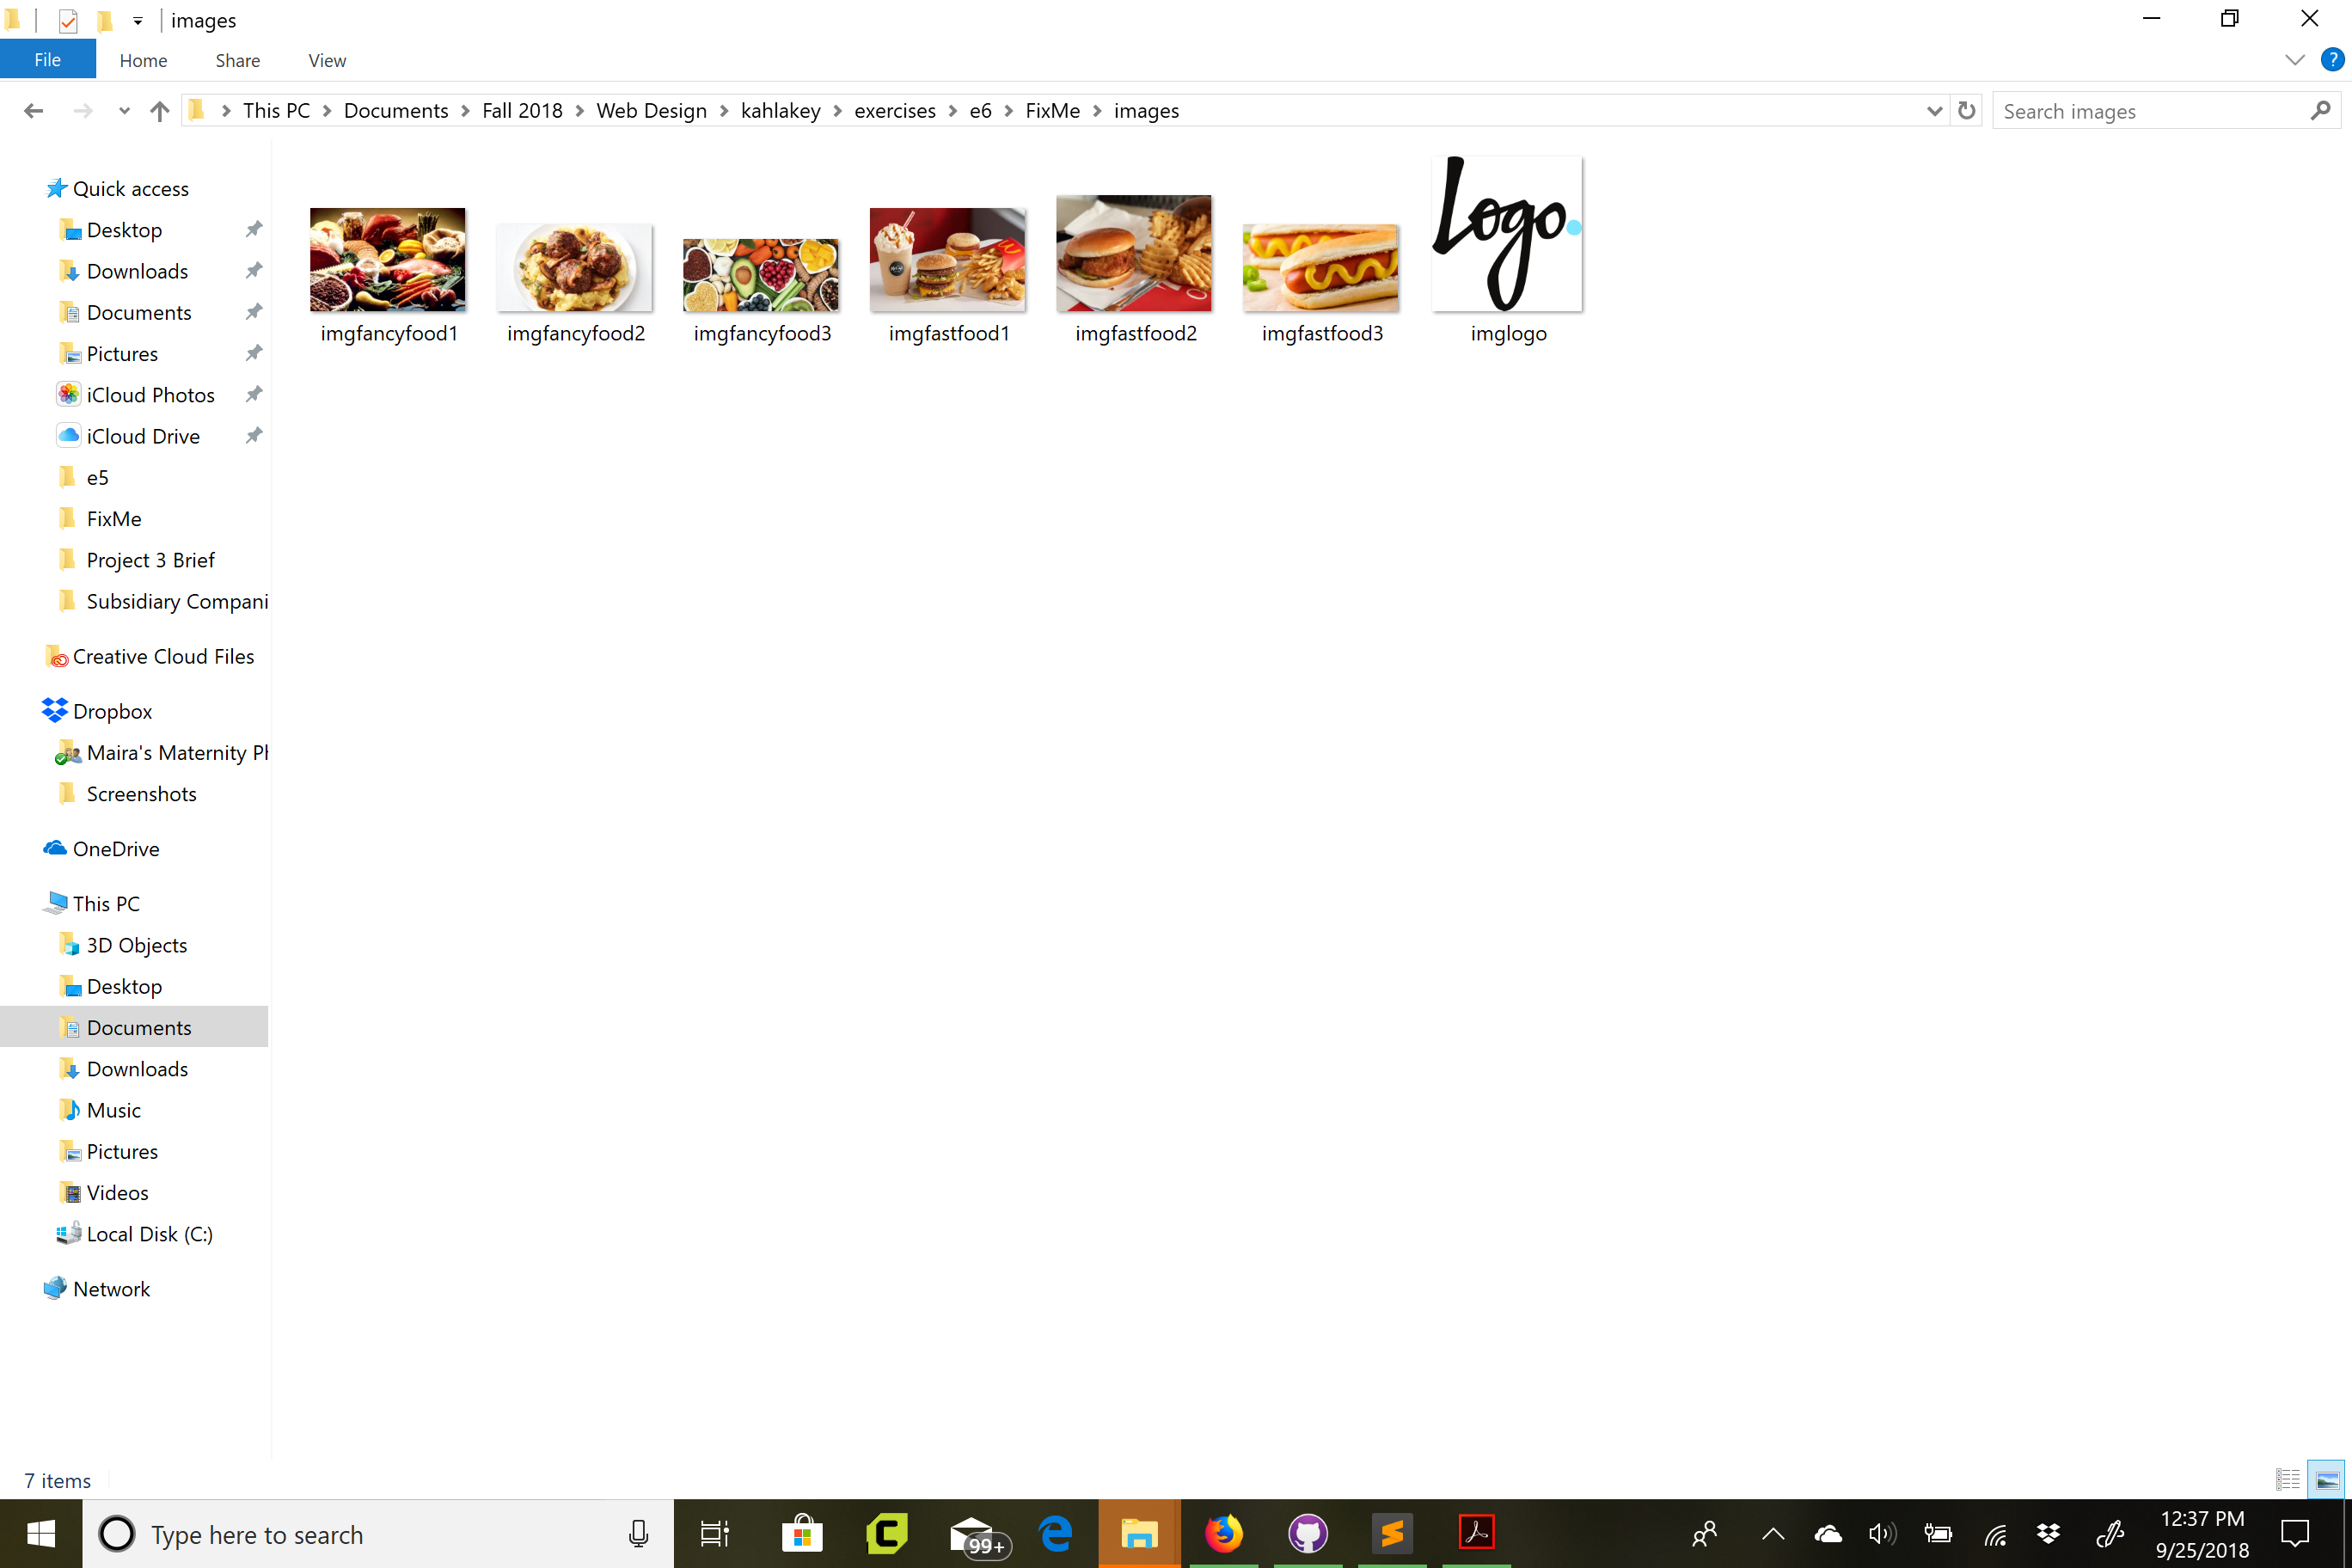 images
File Home Share View
This PC Documents Fall 2018 Web Design kahlakey exercises e6 FixMe images
Search images
Quick access
Desktop
Downloads
Documents
Pictures
iCloud Photos
iCloud Drive
e5
FixMe
Project 3 Brief
Subsidiary Compani
Creative Cloud Files
Dropbox
Maira's Maternity Ph
Screenshots
OneDrive
This PC
3D Objects
Desktop
Documents
Downloads
Music
Pictures
Videos
Local Disk (C:)
Network
Logo.
imgfancyfood1 imgfancyfood2 imgfancyfood3 imgfastfood1 imgfastfood2 imgfastfood3 imglogo
7 items
Type here to search
99+
12:37 PM
9/25/2018